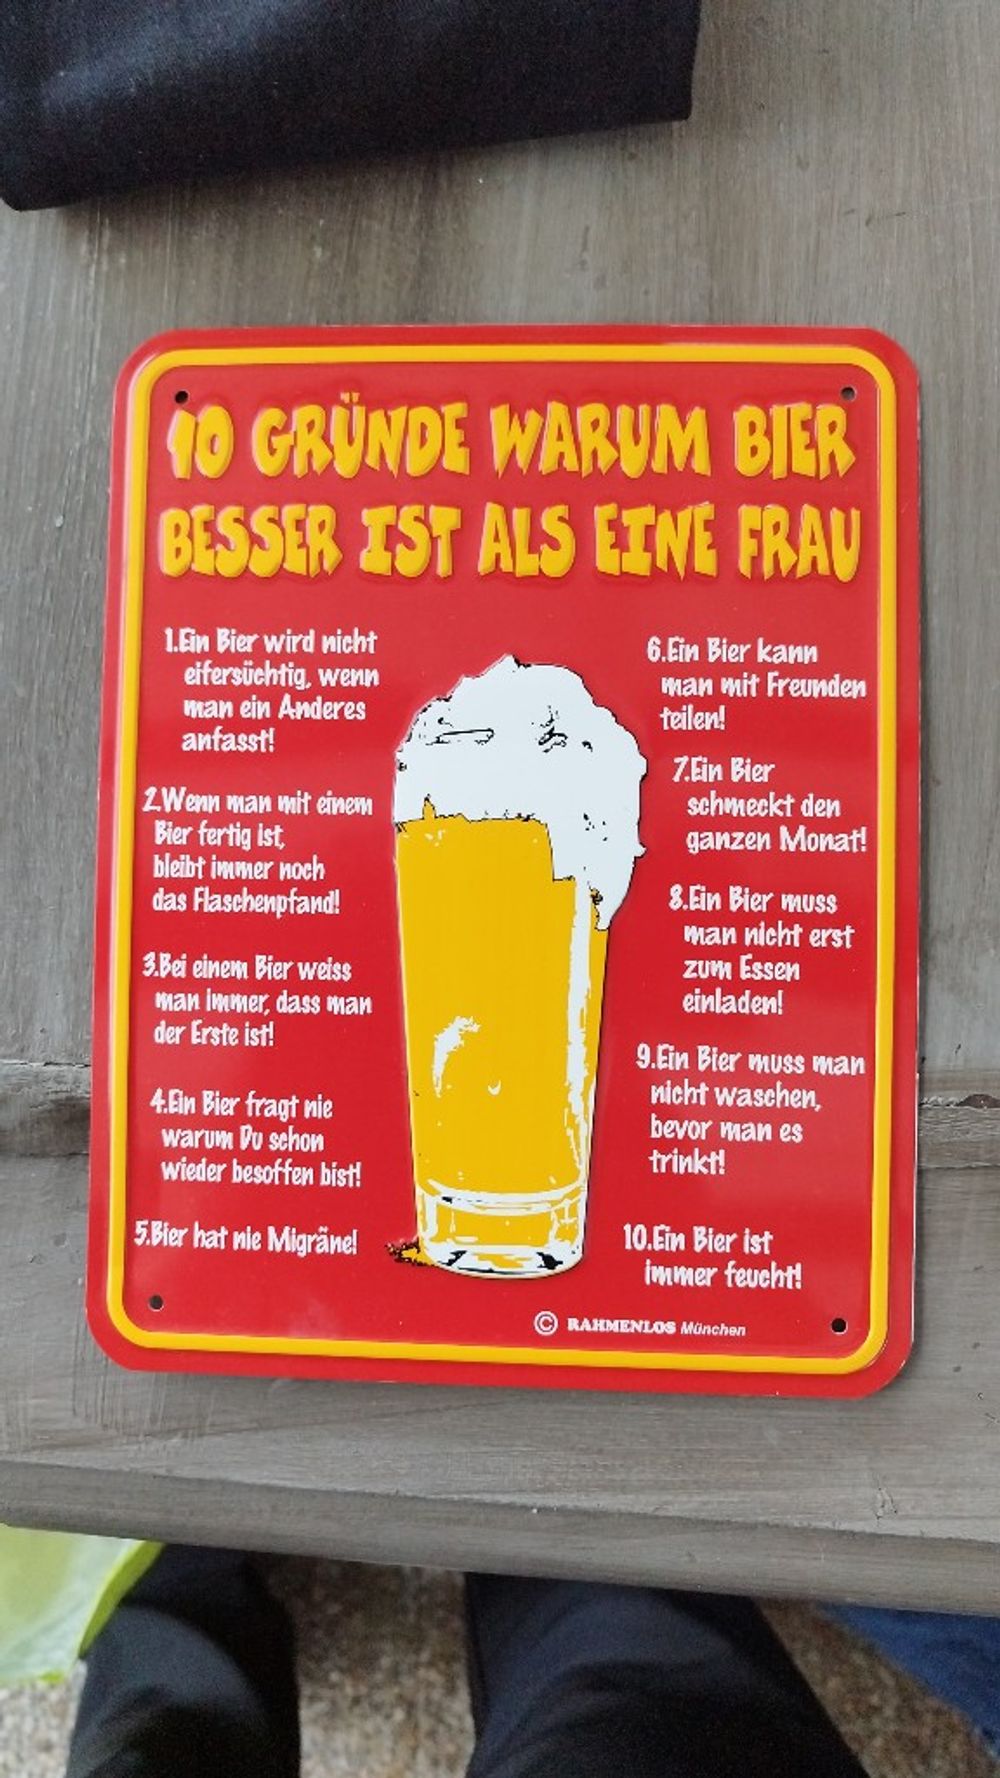 10 GRÜNDE WARUM BIER
BESSER IST ALS EINE FRAU
1.Ein Bier wird nicht
eifersüchtig, wenn
man ein Anderes
anfasst!
2.Wenn man mit einem
Bier fertig ist,
bleibt immer noch
das Flaschenpfand!
3.Bei einem Bier weiss
man immer, dass man
der Erste ist!
4.Ein Bier fragt nie
warum Du schon
wieder besoffen bist!
5.Bier hat nie Migräne!
6.Ein Bier kann
man mit Freunden
teilen!
7.Ein Bier
schmeckt den
ganzen Monat!
8.Ein Bier muss
man nicht erst
zum Essen
einladen!
9.Ein Bier muss man
nicht waschen,
bevor man es
trinkt!
10.Ein Bier ist
immer feucht!
© RAHMENLOS München